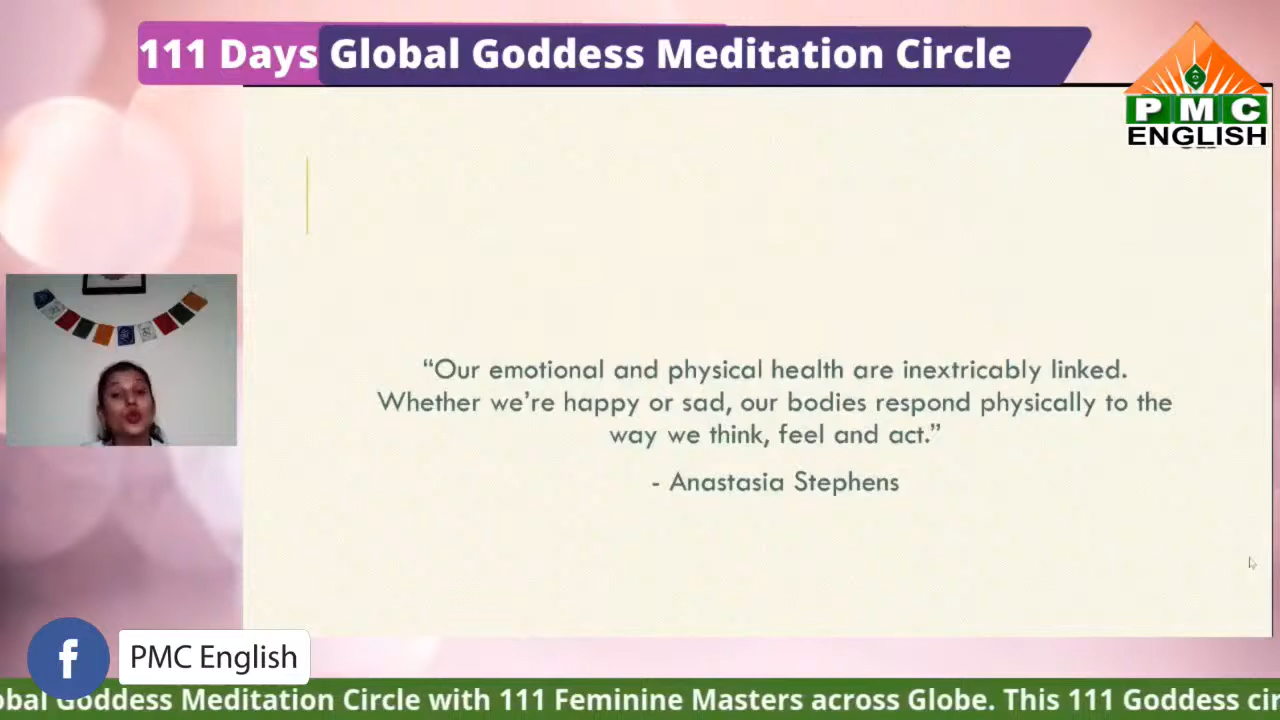 111 Days Global Goddess Meditation Circle
PMC
ENGLISH
“Our emotional and physical health are inextricably linked.
Whether we’re happy or sad, our bodies respond physically to the
way we think, feel and act.”
- Anastasia Stephens
f PMC English
Goddess Meditation Circle with 111 Feminine Masters across Globe. This 111 Goddess